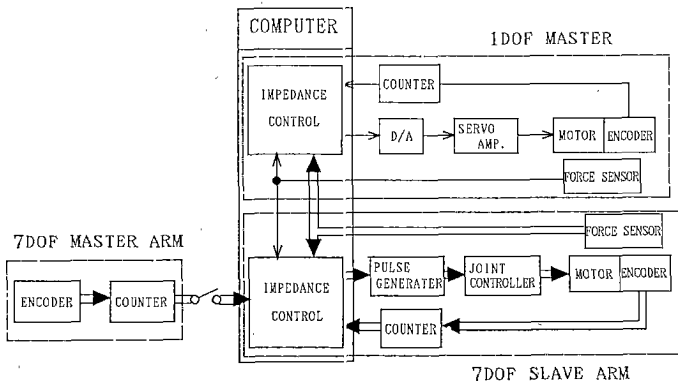 COMPUTER
1DOF MASTER
IMPEDANCE
CONTROL
COUNTER
D/A
SERVO
AMP.
MOTOR
ENCODER
FORCE SENSOR
FORCE SENSOR
7DOF MASTER ARM
ENCODER
COUNTER
IMPEDANCE
CONTROL
PULSE
GENERATER
JOINT
CONTROLLER
MOTOR
ENCODER
COUNTER
7DOF SLAVE ARM